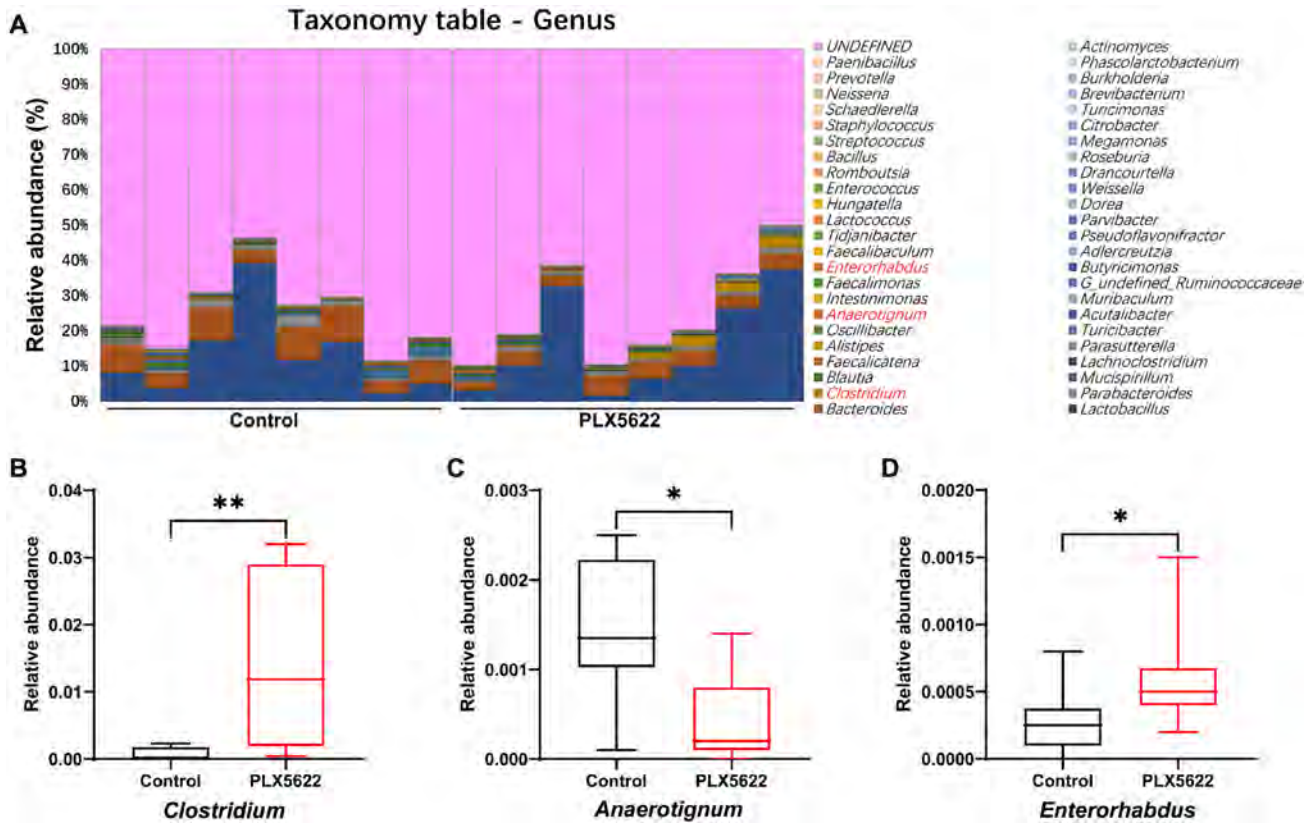 Taxonomy table - Genus
A
Relative abundance (%)
100%
90%
80%
70%
60%
50%
40%
30%
20%
10%
0%
Control
PLX5622
UNDEFINED
Paenibacillus
Prevotella
Neisseria
Schaedlerella
Staphylococcus
Streptococcus
Bacillus
Romboutsia
Enterococcus
Hungatella
Lactococcus
Tidjanibacter
Faecalibaculum
Enterorhabdus
Faecalimonas
Intestinimonas
Anaerotignum
Oscillibacter
Alistipes
Faecalicatena
Blautia
Clostridium
Bacteroides
Actinomyces
Phascolarctobacterium
Burkholderia
Brevibacterium
Turicimonas
Citrobacter
Megamonas
Roseburia
Drancourtella
Weissella
Dorea
Parvibacter
Pseudoflavonifractor
Adlercreutzia
Butyricimonas
G_undefined_Ruminococcaceae
Muribaculum
Acutalibacter
Turicibacter
Parasutterella
Lachnoclostridium
Mucispirillum
Parabacteroides
Lactobacillus
B
Relative abundance
0.04
0.03
0.02
0.01
0.00
**
Control
PLX5622
Clostridium
C
Relative abundance
0.003
0.002
0.001
0.000
*
Control
PLX5622
Anaerotignum
D
Relative abundance
0.0020
0.0015
0.0010
0.0005
0.0000
*
Control
PLX5622
Enterorhabdus